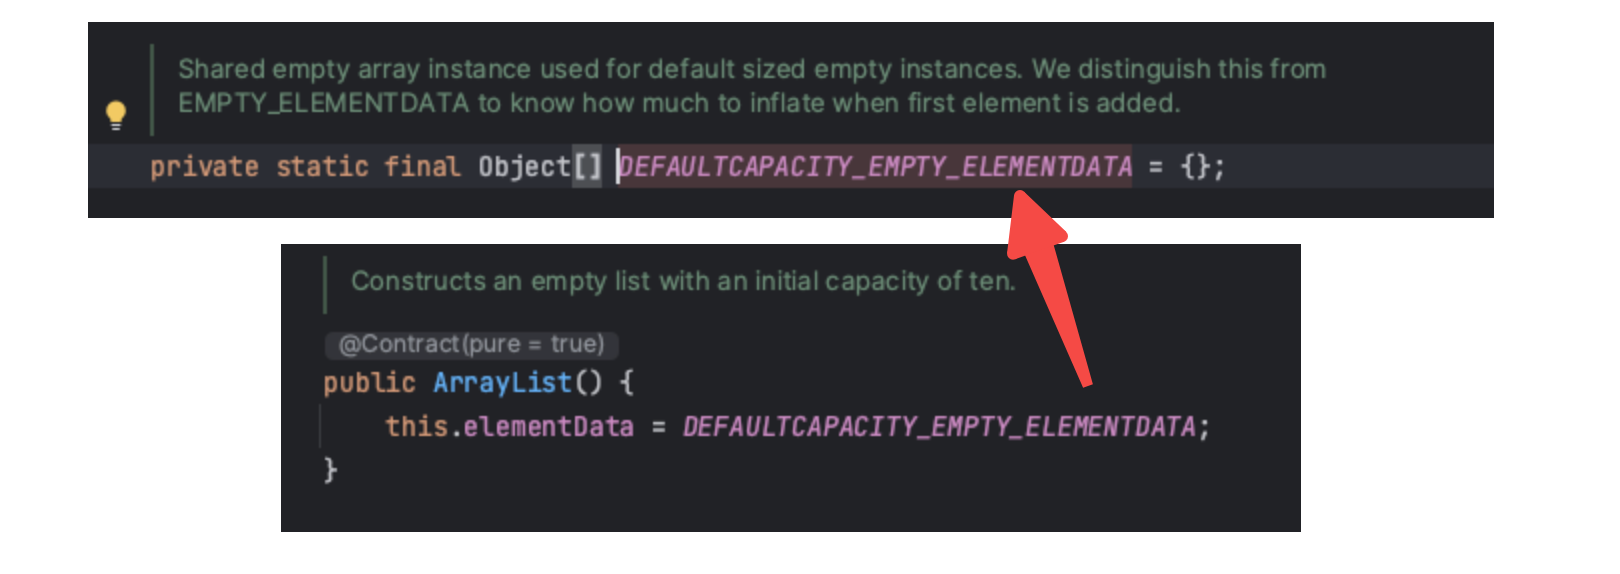 Shared empty array instance used for default sized empty instances. We distinguish this from
EMPTY_ELEMENTDATA to know how much to inflate when first element is added.
private static final Object[] DEFAULTCAPACITY_EMPTY_ELEMENTDATA = {};
Constructs an empty list with an initial capacity of ten.
@Contract(pure = true)
public ArrayList() {
this.elementData = DEFAULTCAPACITY_EMPTY_ELEMENTDATA;
}